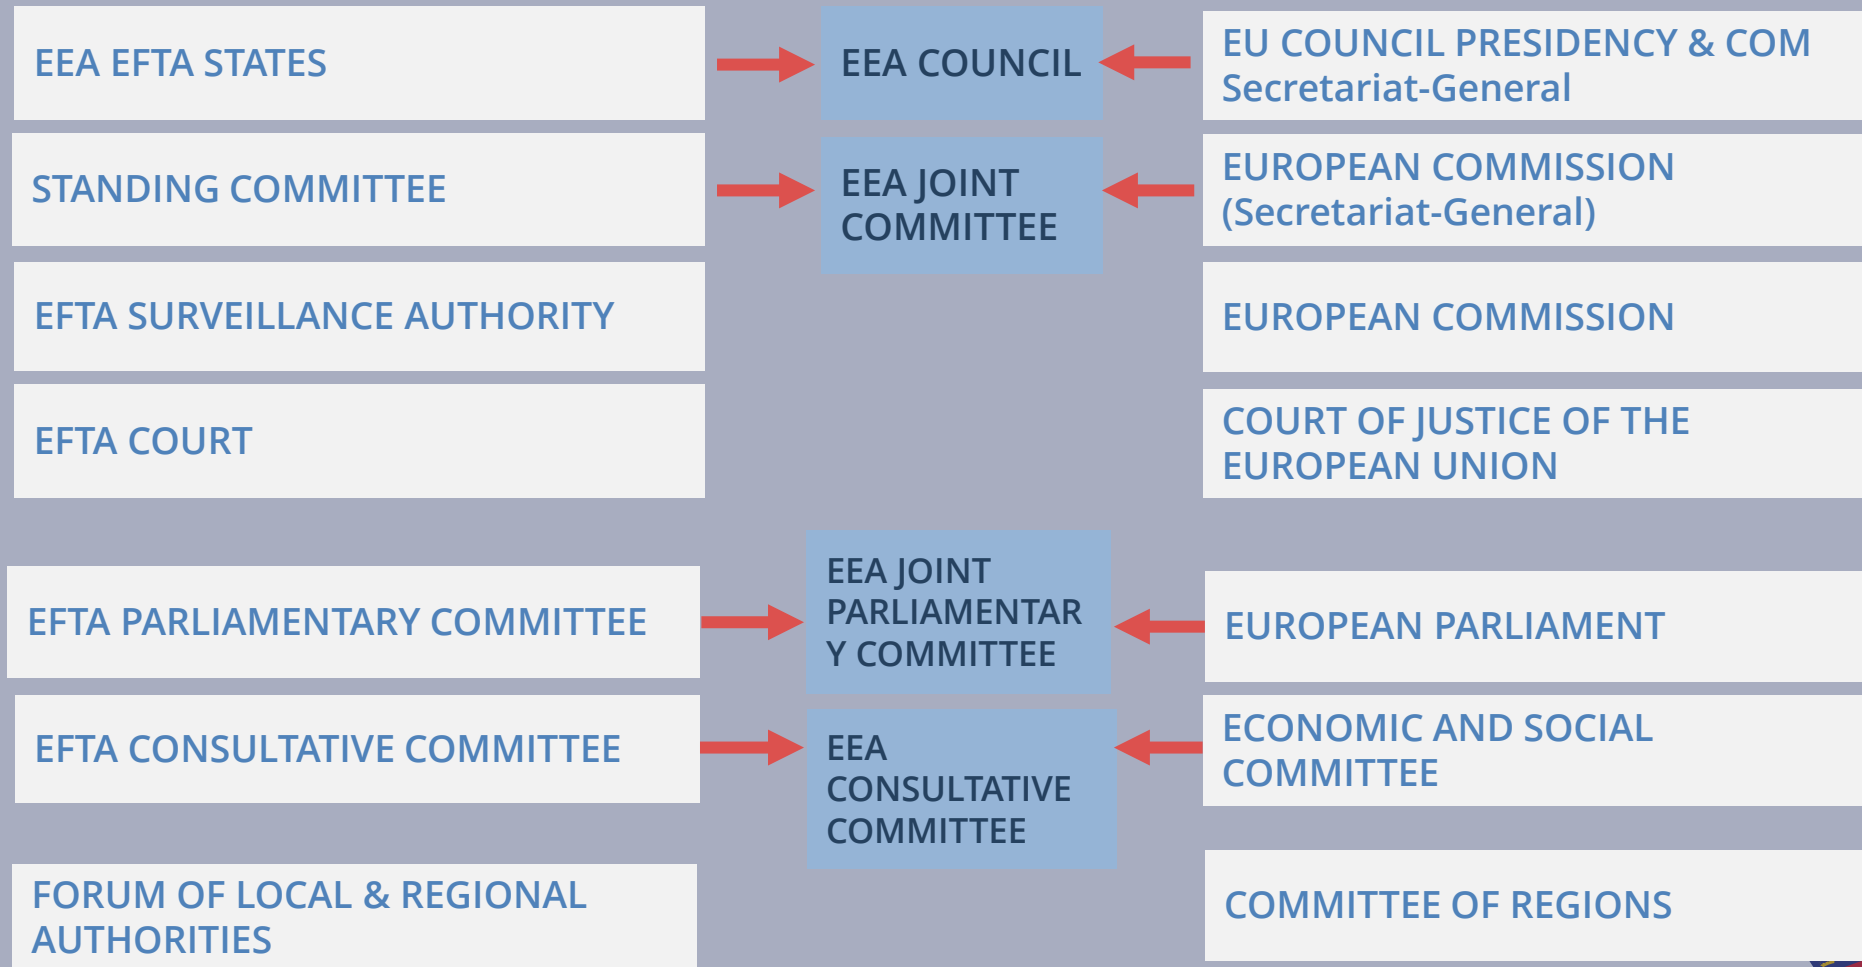 EEA EFTA STATES
EEA COUNCIL
EU COUNCIL PRESIDENCY & COM
Secretariat-General
STANDING COMMITTEE
EEA JOINT
COMMITTEE
EUROPEAN COMMISSION
(Secretariat-General)
EFTA SURVEILLANCE AUTHORITY
EUROPEAN COMMISSION
EFTA COURT
COURT OF JUSTICE OF THE
EUROPEAN UNION
EFTA PARLIAMENTARY COMMITTEE
EEA JOINT
PARLIAMENTAR
Y COMMITTEE
EUROPEAN PARLIAMENT
EFTA CONSULTATIVE COMMITTEE
EEA
CONSULTATIVE
COMMITTEE
ECONOMIC AND SOCIAL
COMMITTEE
FORUM OF LOCAL & REGIONAL
AUTHORITIES
COMMITTEE OF REGIONS